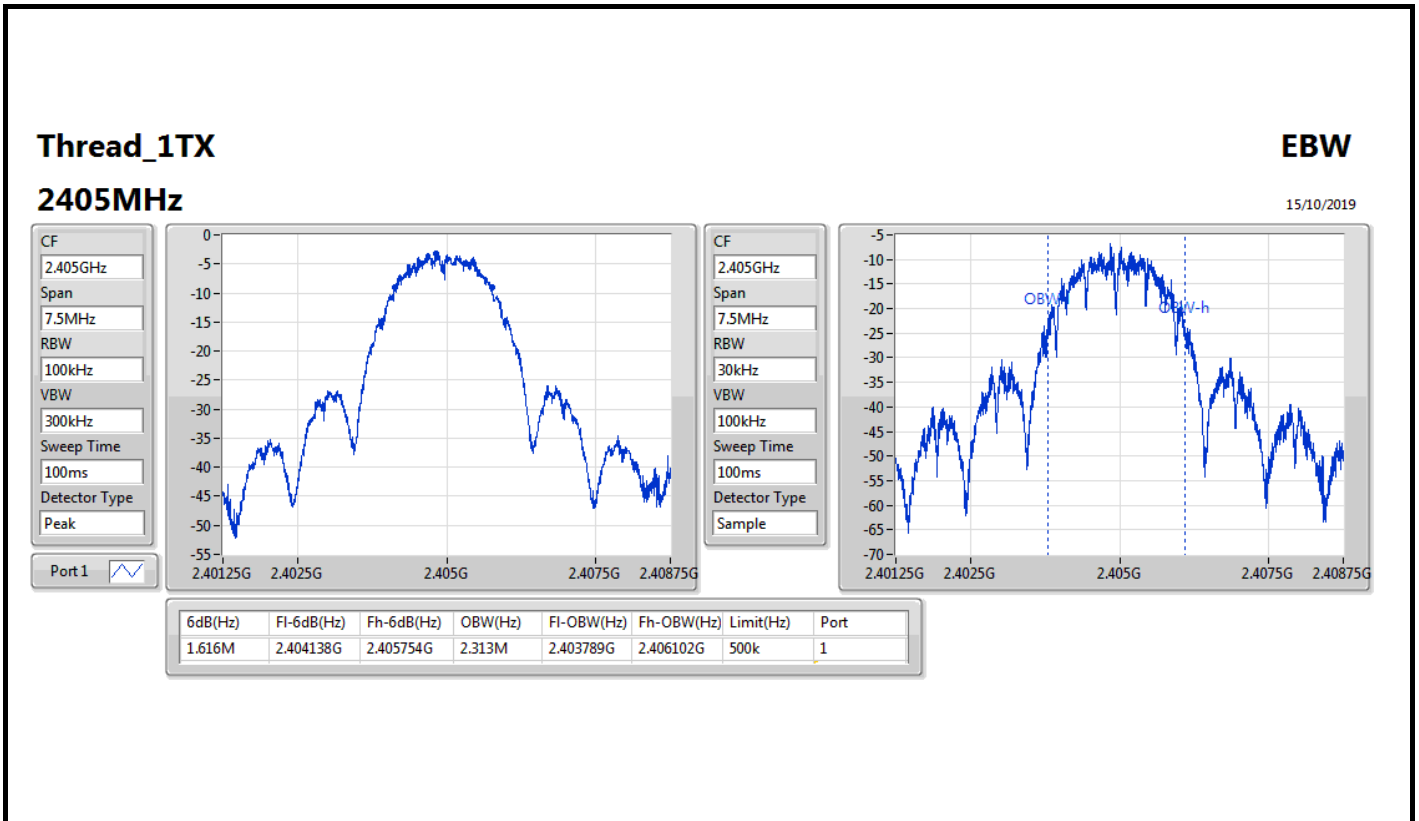 Thread_1TX
EBW
2405MHz
15/10/2019
CF
2.405GHz
Span
7.5MHz
RBW
100kHz
VBW
300kHz
Sweep Time
100ms
Detector Type
Peak
Port 1
0
-5
-10
-15
-20
-25
-30
-35
-40
-45
-50
-55
2.40125G 2.4025G 2.405G 2.4075G 2.40875G
CF
2.405GHz
Span
7.5MHz
RBW
30kHz
VBW
100kHz
Sweep Time
100ms
Detector Type
Sample
-5
-10
-15
-20
-25
-30
-35
-40
-45
-50
-55
-60
-65
-70
OBW-h
2.40125G 2.4025G 2.405G 2.4075G 2.40875G
6dB(Hz) Fl-6dB(Hz) Fh-6dB(Hz) OBW(Hz) Fl-OBW(Hz) Fh-OBW(Hz) Limit(Hz) Port
1.616M 2.404138G 2.405754G 2.313M 2.403789G 2.406102G 500k 1